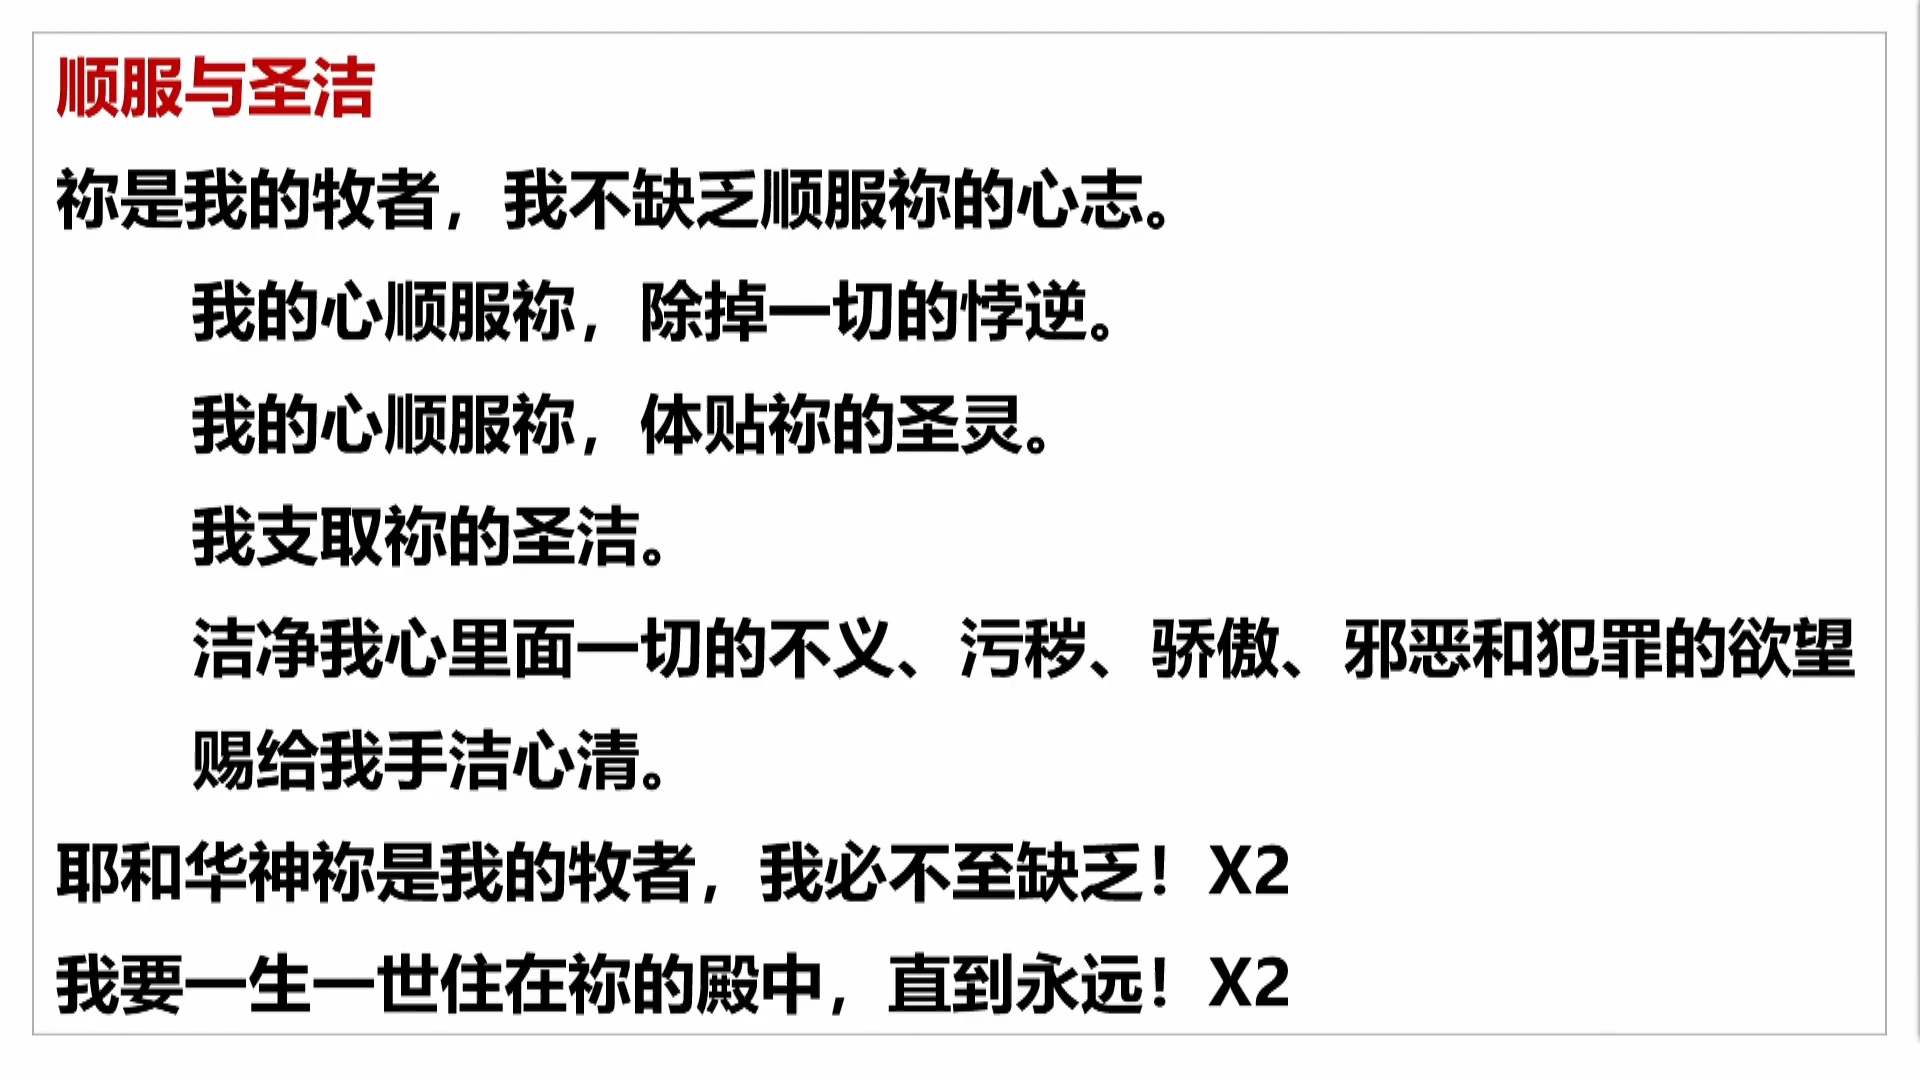 顺服与圣洁
祢是我的牧者，我不缺乏顺服祢的心志。
我的心顺服祢，除掉一切的悖逆。
我的心顺服祢，体贴祢的圣灵。
我支取祢的圣洁。
洁净我心里面一切的不义、污秽、骄傲、邪恶和犯罪的欲望
赐给我手洁心清。
耶和华神祢是我的牧者，我必不至缺乏！X2
我要一生一世住在祢的殿中，直到永远！X2